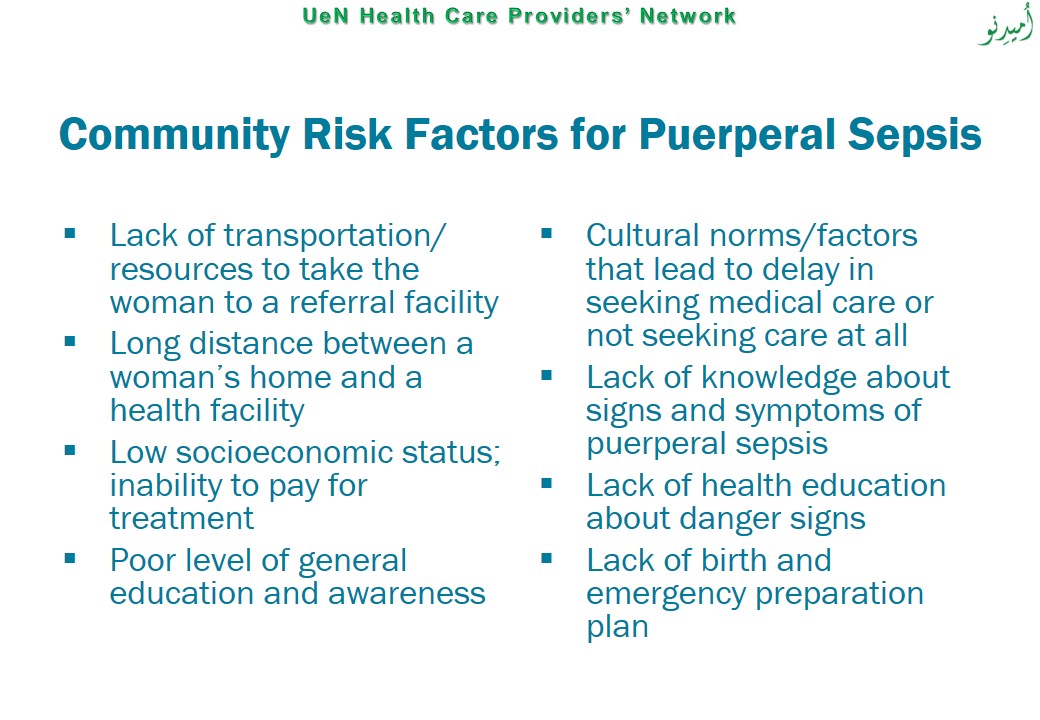 UeN Health Care Providers’ Network
اُمیدِنو
Community Risk Factors for Puerperal Sepsis
▪ Lack of transportation/
resources to take the
woman to a referral facility
▪ Long distance between a
woman’s home and a
health facility
▪ Low socioeconomic status;
inability to pay for
treatment
▪ Poor level of general
education and awareness
▪ Cultural norms/factors
that lead to delay in
seeking medical care or
not seeking care at all
▪ Lack of knowledge about
signs and symptoms of
puerperal sepsis
▪ Lack of health education
about danger signs
▪ Lack of birth and
emergency preparation
plan